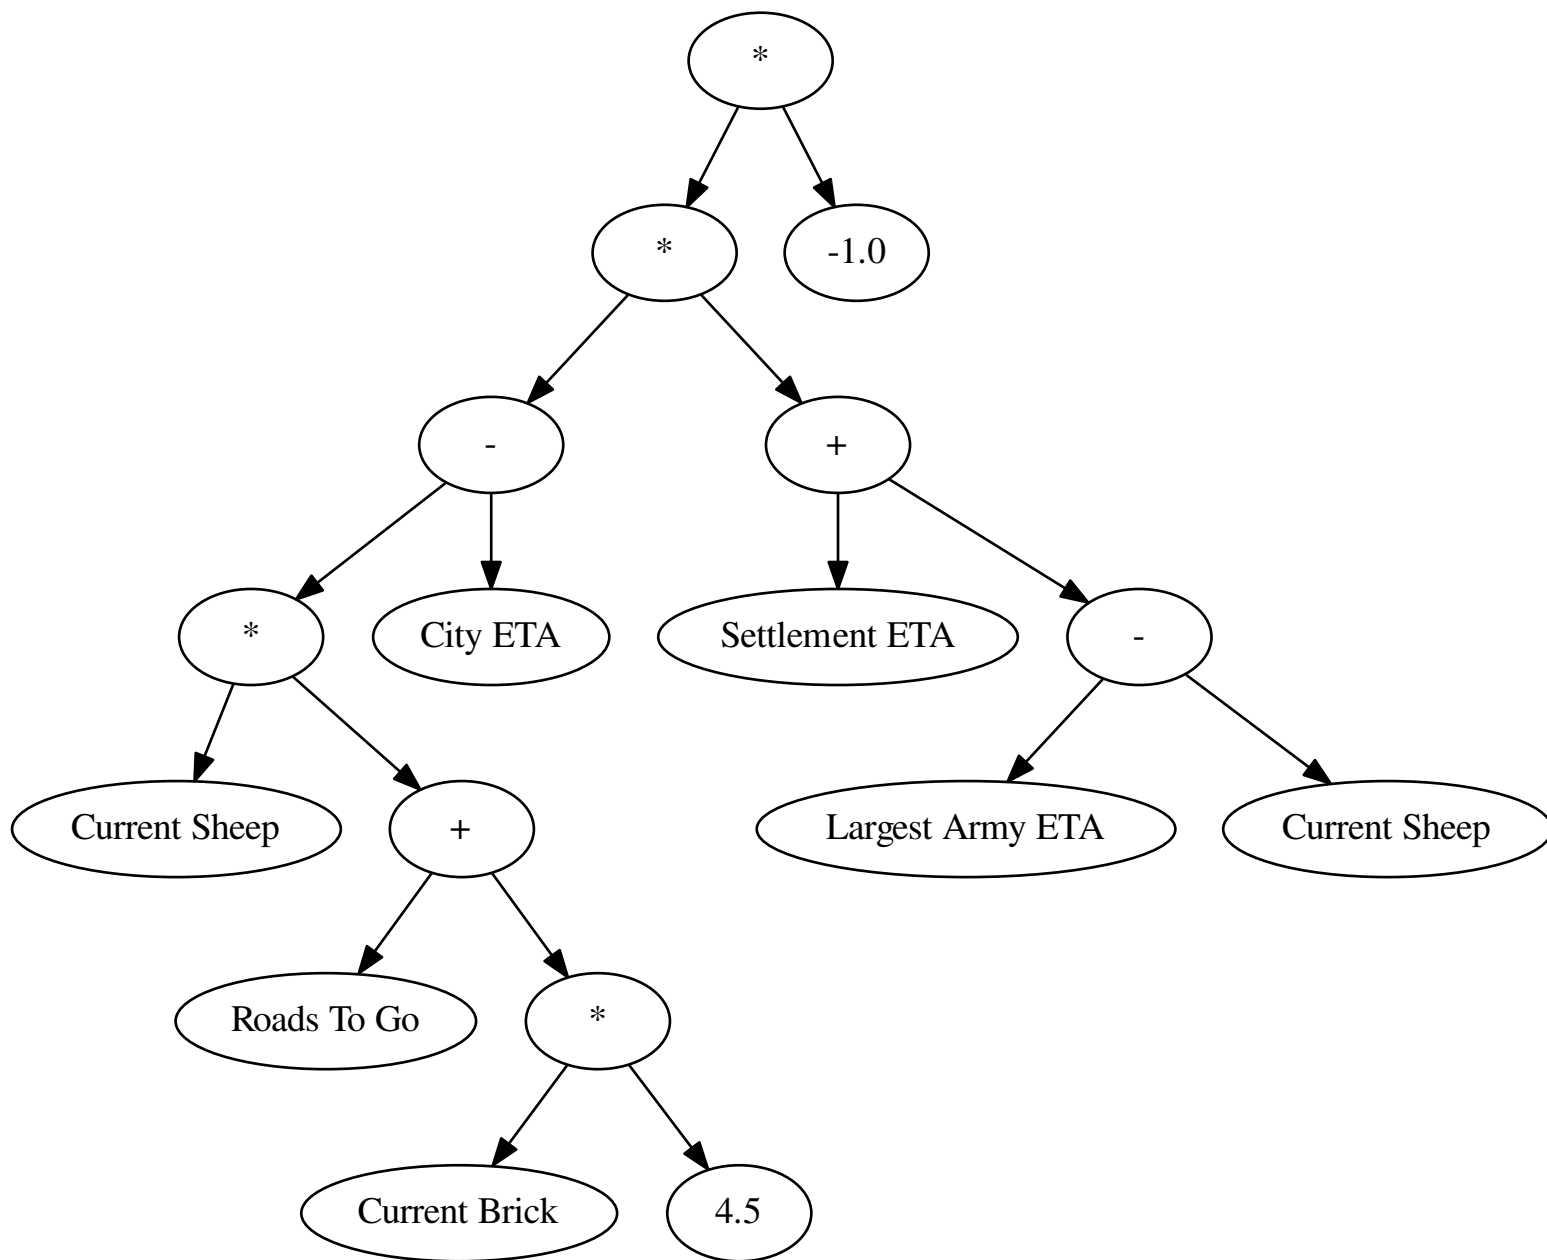 *
*
-1.0
-
+
*
City ETA
Settlement ETA
-
Current Sheep
+
Largest Army ETA
Current Sheep
Roads To Go
*
Current Brick
4.5